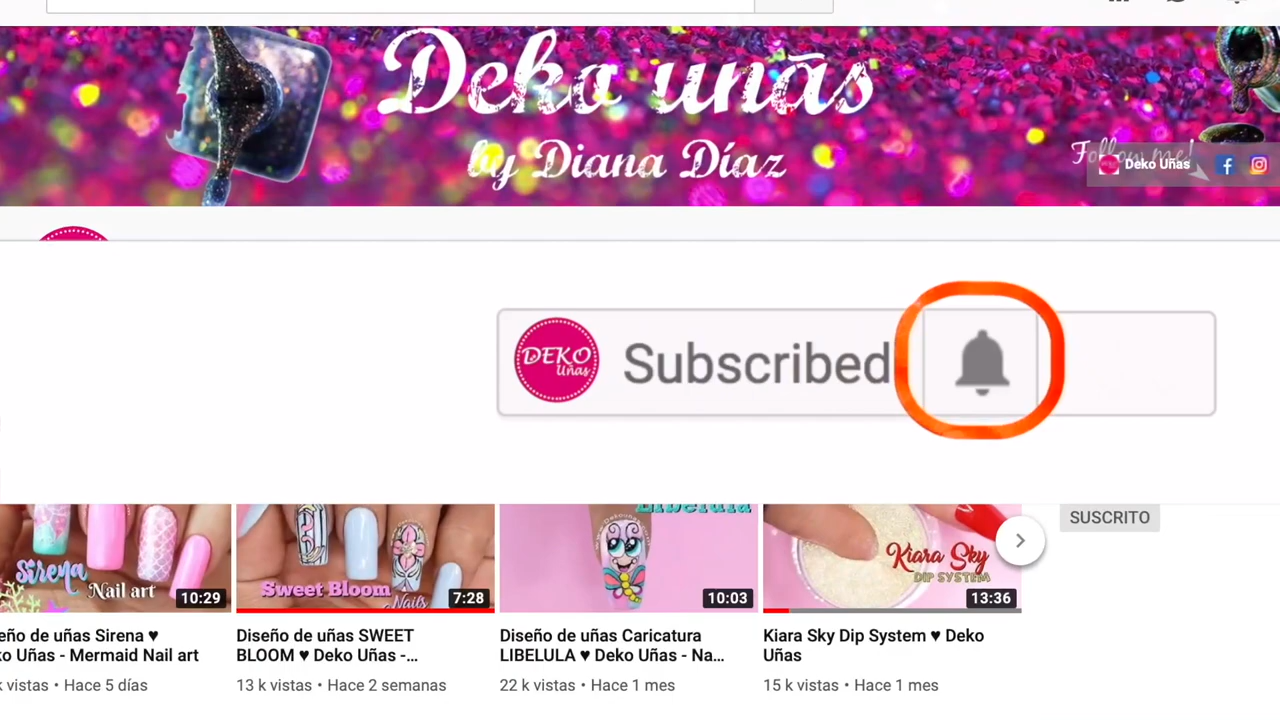 Deko unās
by Diana Díaz
Follow me!
Deko Uñas
DEKO
Uñas
Subscribed
SUSCRITO
Sirena
Nail art
10:29
Sweet Bloom
Nails
7:28
Libelula
10:03
Kiara Sky
DIP SYSTEM
13:36
eño de uñas Sirena ♥
ko Uñas - Mermaid Nail art
k vistas • Hace 5 días
Diseño de uñas SWEET
BLOOM ♥ Deko Uñas -...
13 k vistas • Hace 2 semanas
Diseño de uñas Caricatura
LIBELULA ♥ Deko Uñas - Na...
22 k vistas • Hace 1 mes
Kiara Sky Dip System ♥ Deko
Uñas
15 k vistas • Hace 1 mes